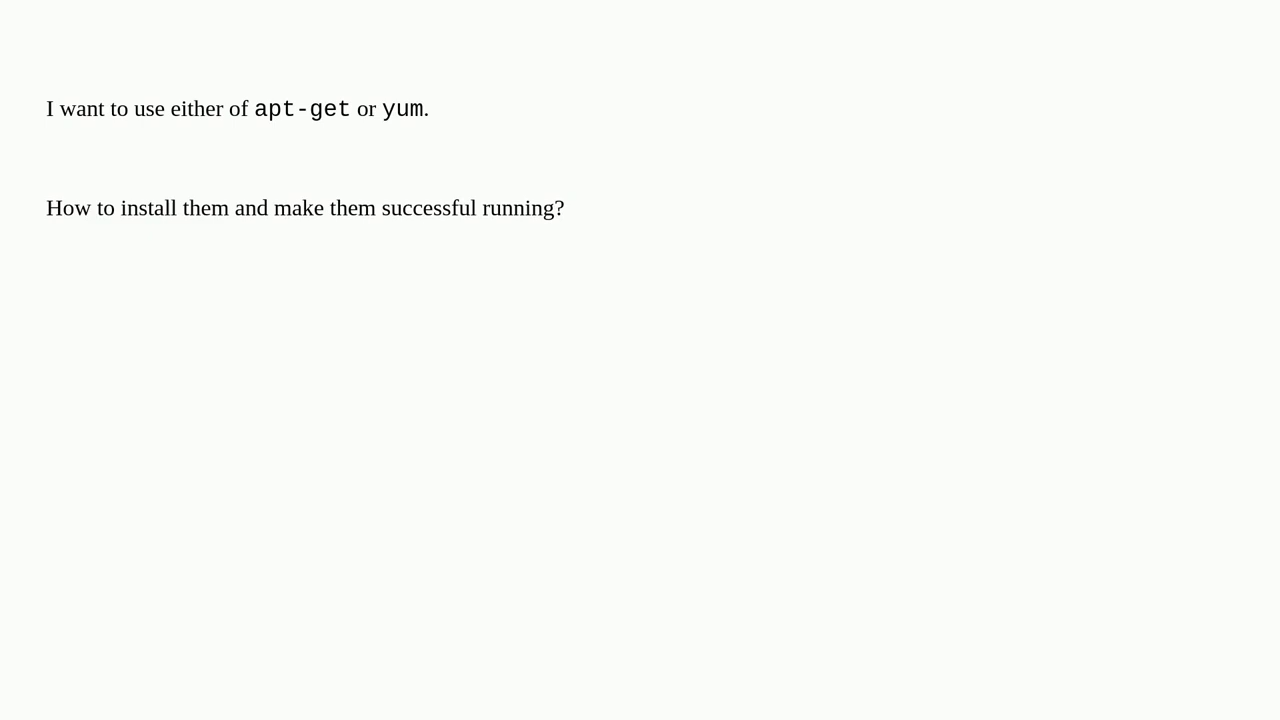 I want to use either of apt-get or yum.
How to install them and make them successful running?